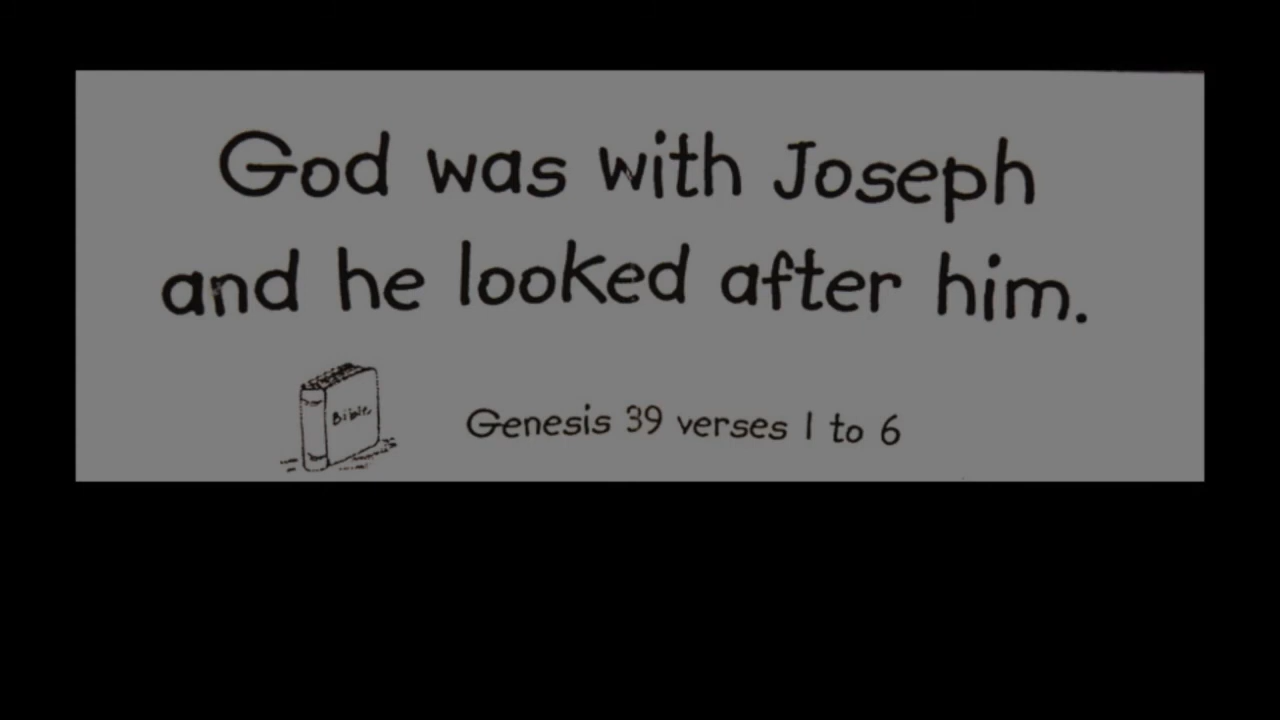 God was with Joseph
and he looked after him.
Bible
Genesis 39 verses 1 to 6